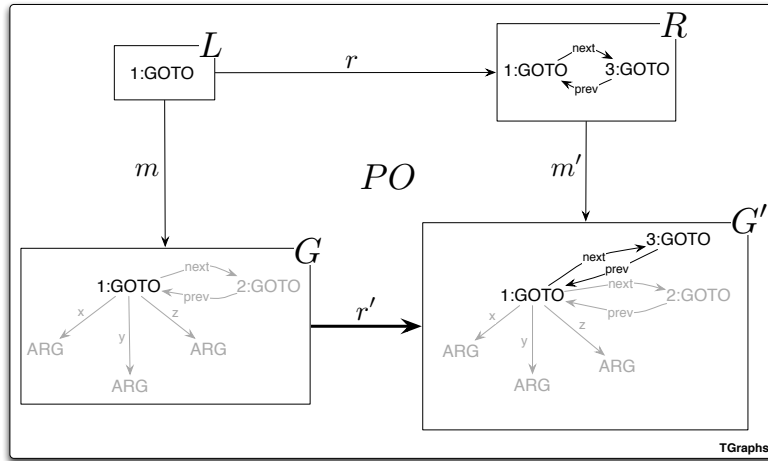 L
1:GOTO
r
R
next
1:GOTO 3:GOTO
prev
m
PO
m′
G
next
1:GOTO 2:GOTO
prev
x y z
ARG ARG
ARG
r′
G′
3:GOTO
next
prev
1:GOTO next 2:GOTO
prev
x y z
ARG ARG
ARG
TGraphs